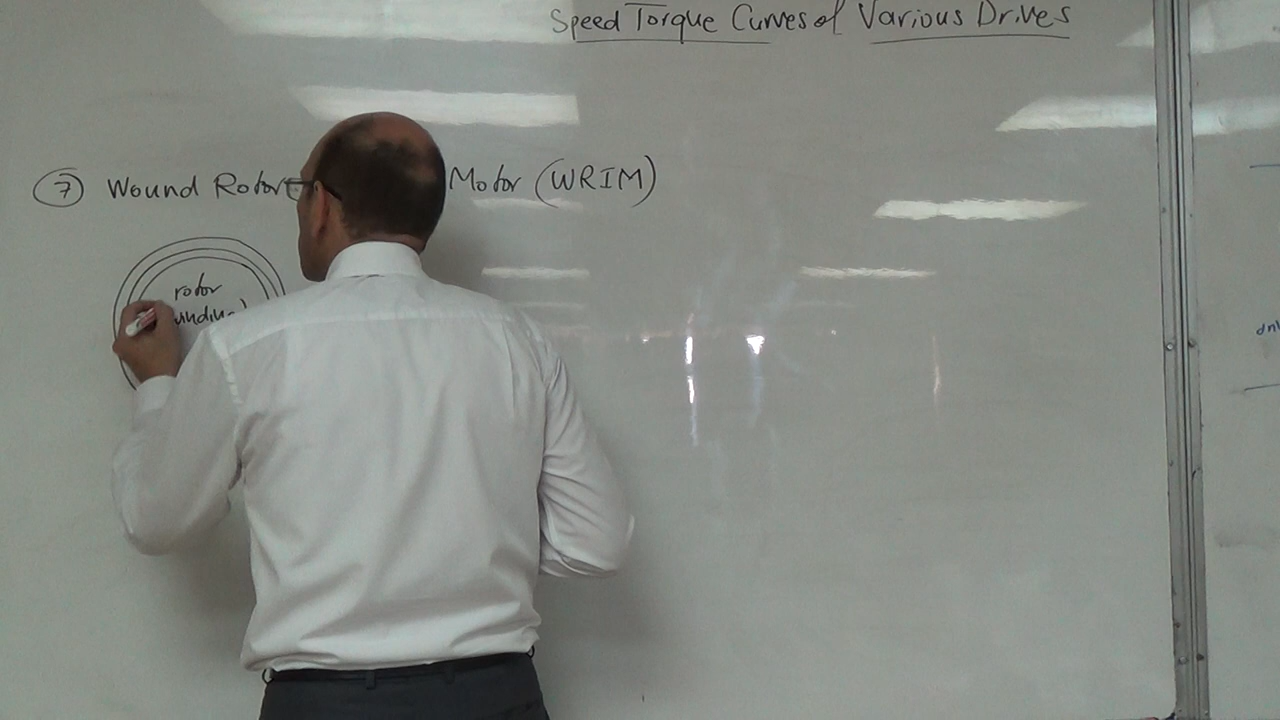 Speed Torque Curves of Various Drives
7 Wound Rotor Motor (WRIM)
rotor